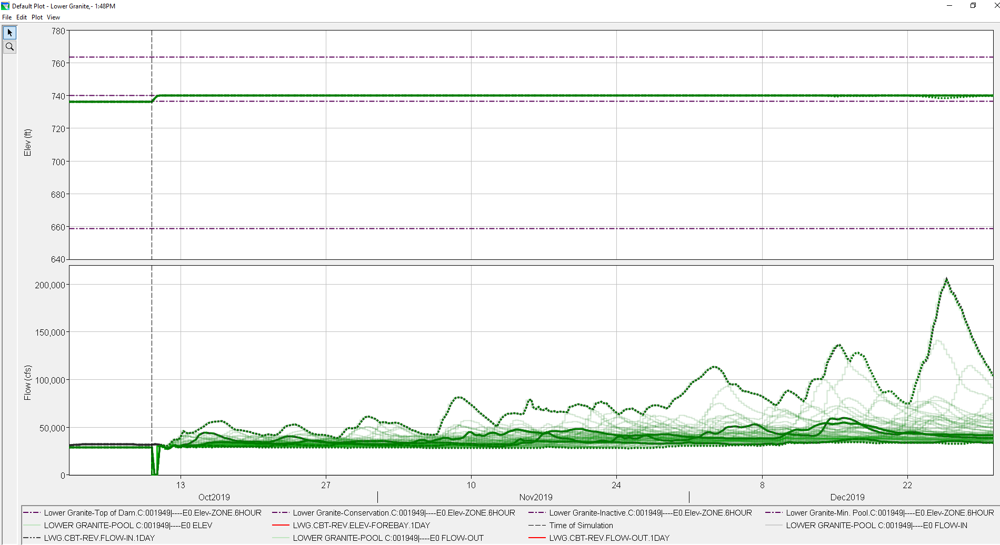 Default Plot - Lower Granite,- 1:48PM
File Edit Plot View
780
760
740
720
700
680
660
640
Elev (ft)
200,000
150,000
100,000
50,000
0
Flow (cfs)
13 27 10 24 8 22
Oct2019 Nov2019 Dec2019
Lower Granite-Top of Dam.C:001949|----E0.Elev-ZONE.6HOUR Lower Granite-Conservation.C:001949|----E0.Elev-ZONE.6HOUR Lower Granite-Inactive.C:001949|----E0.Elev-ZONE.6HOUR Lower Granite-Min. Pool.C:001949|----E0.Elev-ZONE.6HOUR
LOWER GRANITE-POOL C:001949|----E0 ELEV LWG.CBT-REV.ELEV-FOREBAY.1DAY Time of Simulation LOWER GRANITE-POOL C:001949|----E0 FLOW-IN
LWG.CBT-REV.FLOW-IN.1DAY LOWER GRANITE-POOL C:001949|----E0 FLOW-OUT LWG.CBT-REV.FLOW-OUT.1DAY